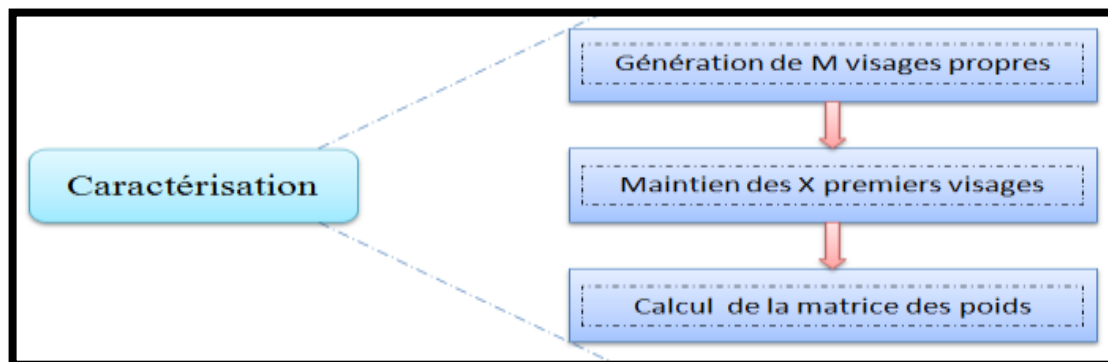 Génération de M visages propres
Caractérisation
Maintien des X premiers visages
Calcul de la matrice des poids